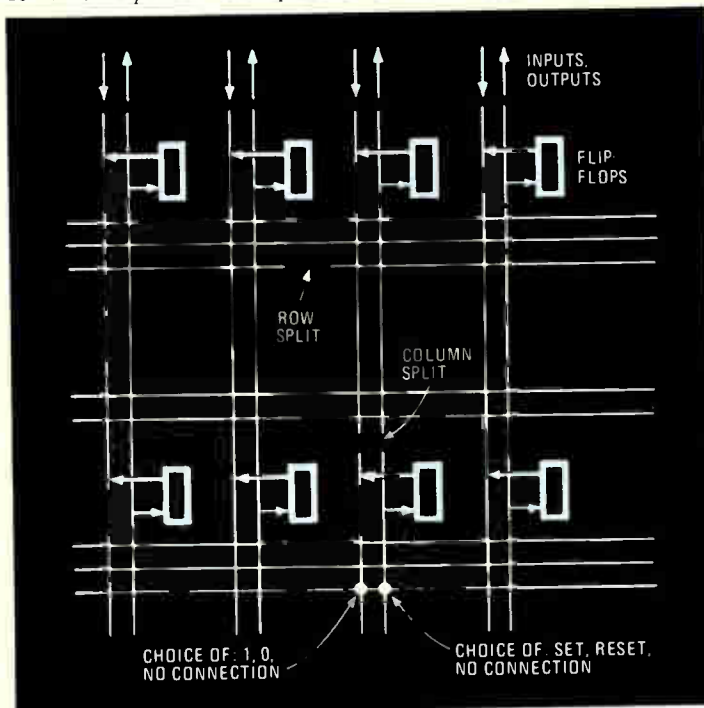 INPUTS,
OUTPUTS
FLIP-
FLOPS
ROW
SPLIT
COLUMN
SPLIT
CHOICE OF: 1, 0,
NO CONNECTION
CHOICE OF: SET, RESET,
NO CONNECTION